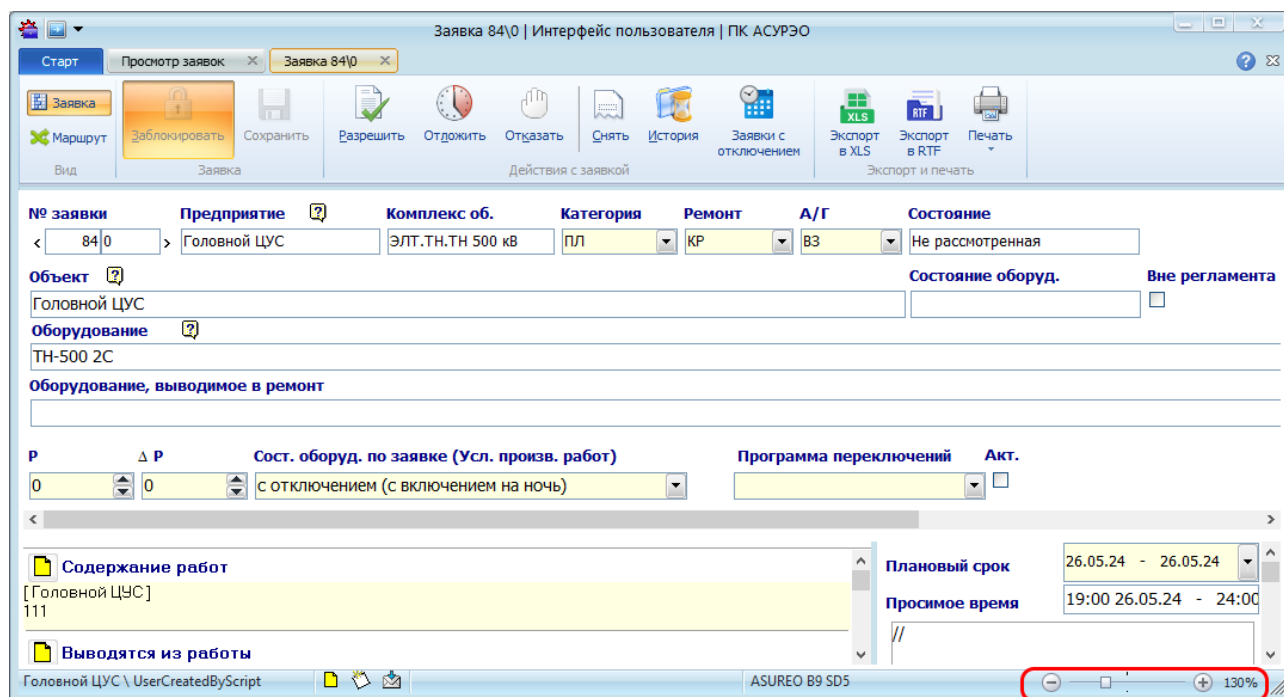 Заявка 84\0 | Интерфейс пользователя | ПК АСУРЭО
Старт
Просмотр заявок
Заявка 84\0
Заявка
Маршрут
Вид
Заблокировать
Сохранить
Заявка
Разрешить
Отложить
Отказать
Снять
История
Заявки с отключением
Действия с заявкой
XLS
Экспорт в XLS
RTF
Экспорт в RTF
Печать
Экспорт и печать
№ заявки
Предприятие
Комплекс об.
Категория
Ремонт
А/Г
Состояние
< 84 0 >
Головной ЦУС
ЭЛТ.ТН.ТН 500 кВ
ПЛ
КР
ВЗ
Не рассмотренная
Объект
Состояние оборуд.
Вне регламента
Головной ЦУС
Оборудование
ТН-500 2С
Оборудование, выводимое в ремонт
Р
Δ Р
Сост. оборуд. по заявке (Усл. произв. работ)
Программа переключений
Акт.
0
0
с отключением (с включением на ночь)
Содержание работ
[Головной ЦУС]
111
Выводятся из работы
Плановый срок
26.05.24 - 26.05.24
Просимое время
19:00 26.05.24 - 24:00
//
Головной ЦУС \ UserCreatedByScript
ASUREO B9 SD5
130%